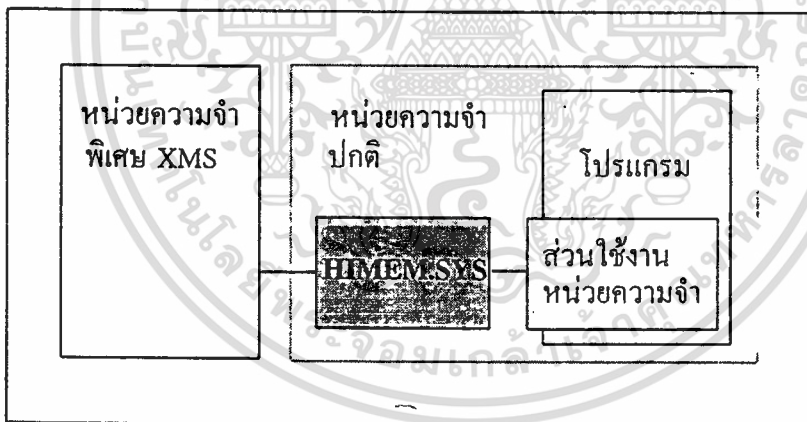 หน่วยความจำ
พิเศษ XMS
หน่วยความจำ
ปกติ
โปรแกรม
HIMEM.SYS
ส่วนใช้งาน
หน่วยความจำ